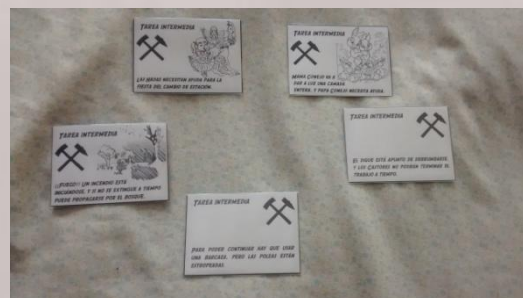 TAREA INTERMEDIA
LAS HADAS NECESITAN AYUDA PARA LA
FIESTA DEL CAMBIO DE ESTACIÓN.
TAREA INTERMEDIA
MAMÁ CONEJO VA A
DAR A LUZ UNA CAMADA
ENTERA, Y PAPÁ CONEJO NECESITA AYUDA.
TAREA INTERMEDIA
¡¡FUEGO!! UN INCENDIO ESTÁ
INICIÁNDOSE, Y SI NO SE EXTINGUE A TIEMPO
PUEDE PROPAGARSE POR EL BOSQUE.
TAREA INTERMEDIA
EL DIQUE ESTÁ APUNTO DE DERRUMBARSE,
Y LOS CASTORES NO PODRÁN TERMINAR EL
TRABAJO A TIEMPO.
TAREA INTERMEDIA
PARA PODER CONTINUAR HAY QUE USAR
UNA BARCAZA, PERO LAS POLEAS ESTÁN
ESTROPEADAS.